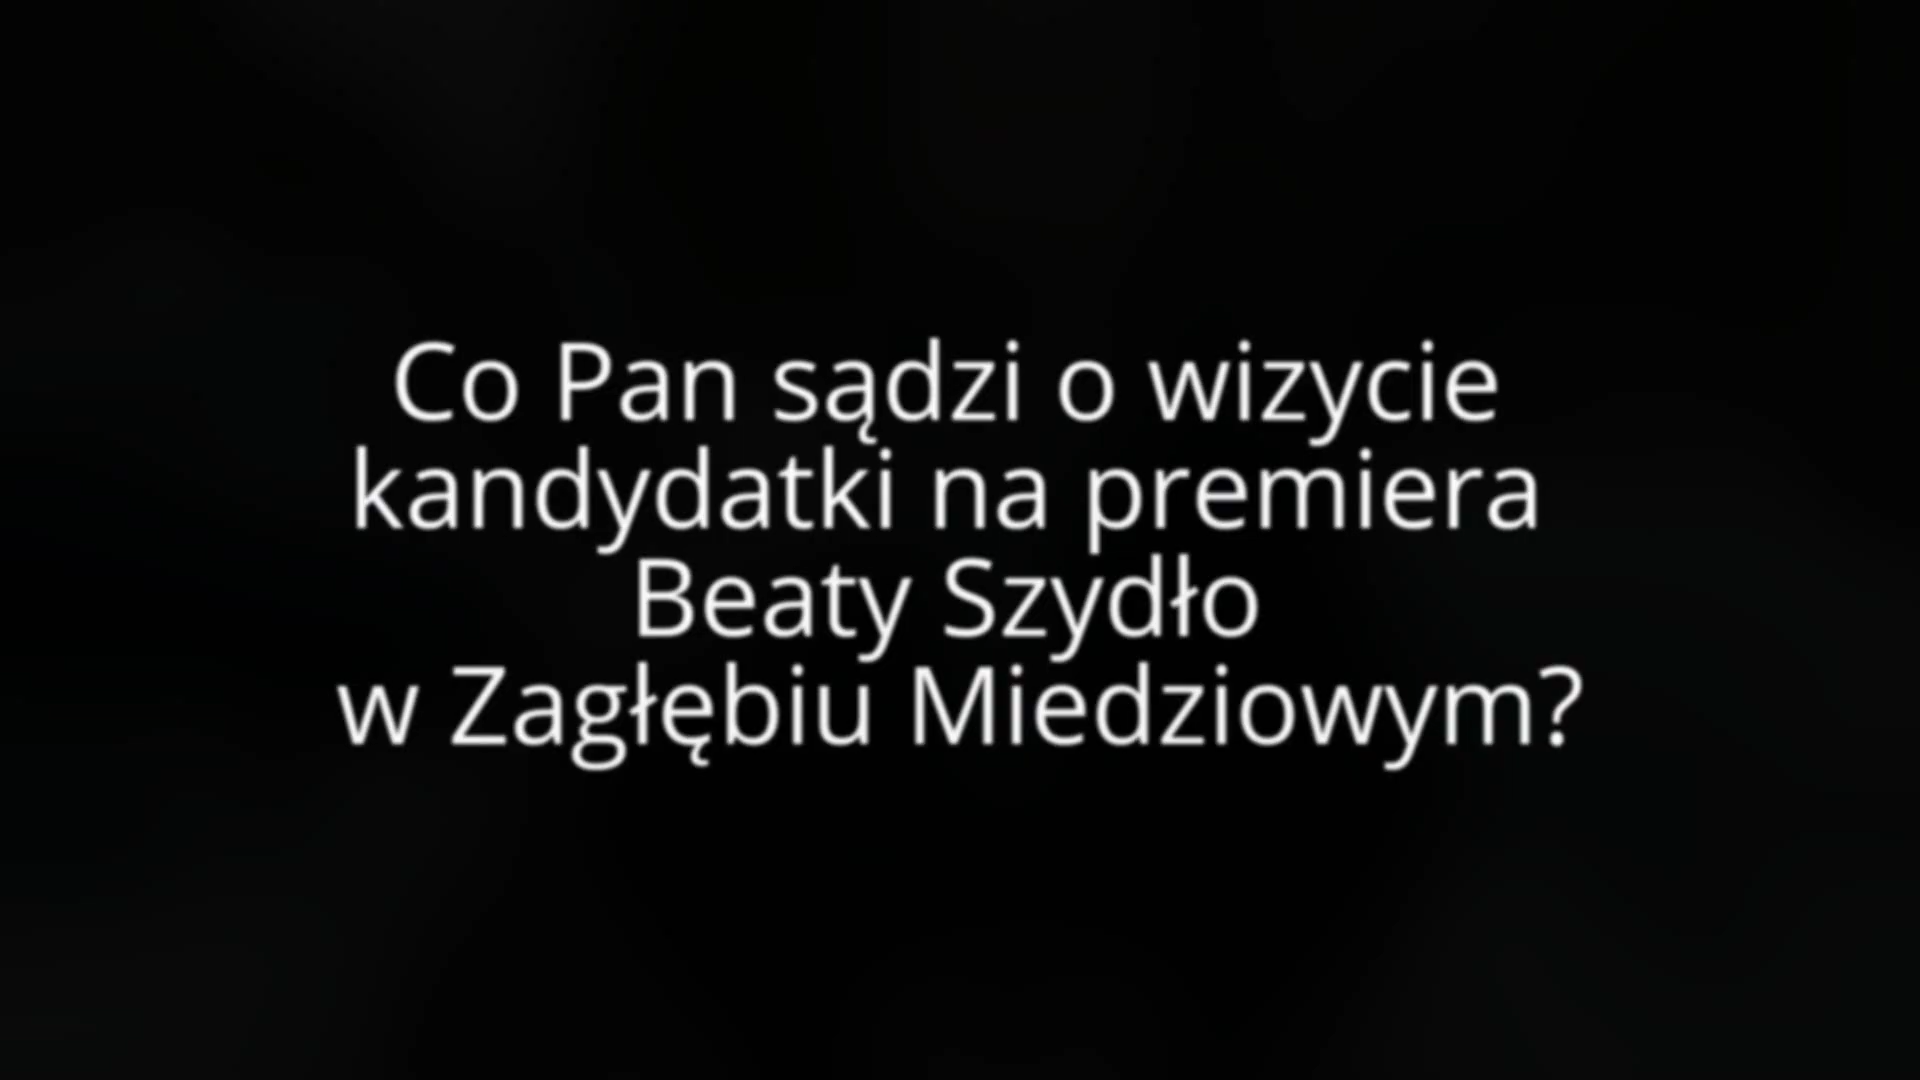 Co Pan sądzi o wizycie
kandydatki na premiera
Beaty Szydło
w Zagłębiu Miedziowym?